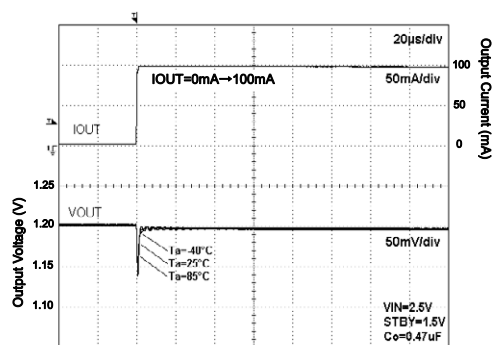 20µs/div
100
IOUT=0mA→100mA
50mA/div
50
IOUT
0
Output Current (mA)
1.25
VOUT
1.20
50mV/div
Ta=-40°C
Ta=25°C
1.15
Ta=85°C
1.10
Output Voltage (V)
VIN=2.5V
STBY=1.5V
Co=0.47uF